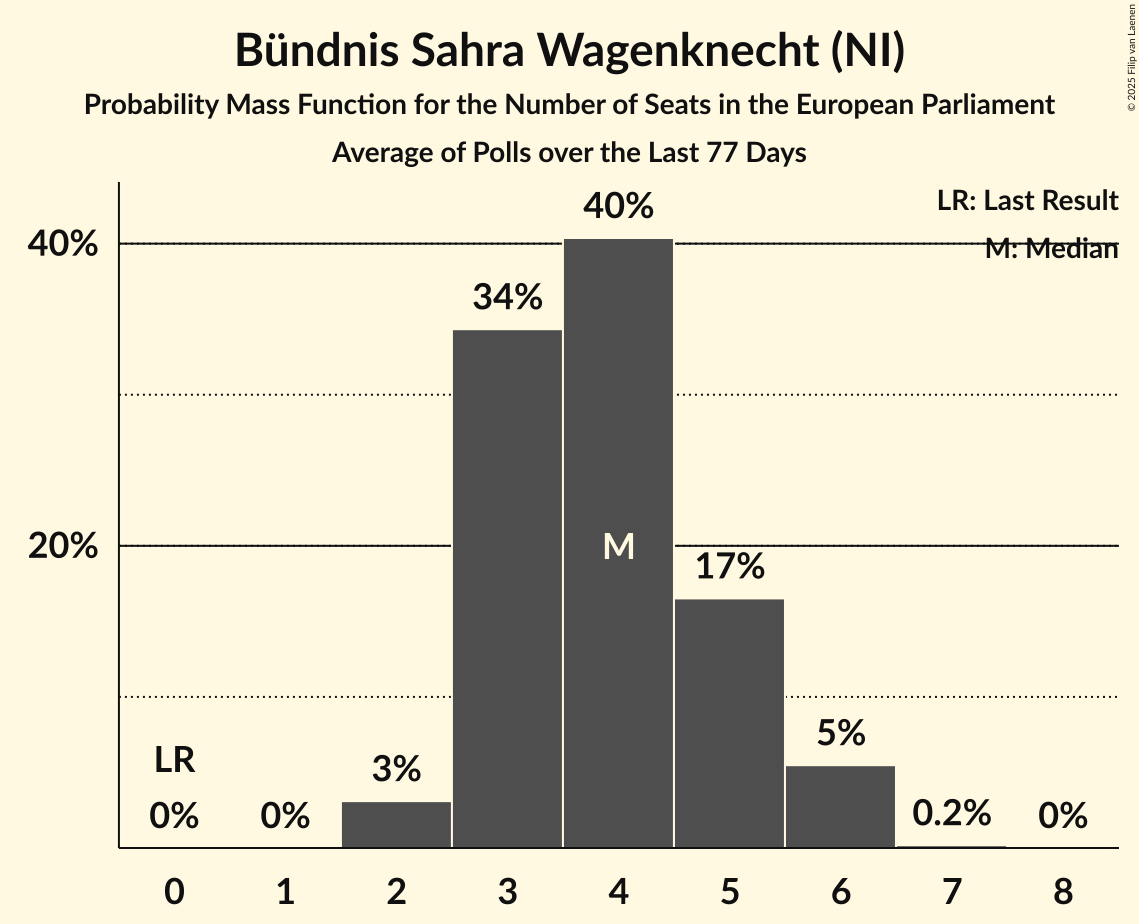 Bündnis Sahra Wagenknecht (NI)
Probability Mass Function for the Number of Seats in the European Parliament
Average of Polls over the Last 77 Days
© 2025 Filip van Laenen
LR: Last Result
M: Median
40%
20%
LR
0%
0%
3%
34%
40%
M
17%
5%
0.2%
0%
0 1 2 3 4 5 6 7 8